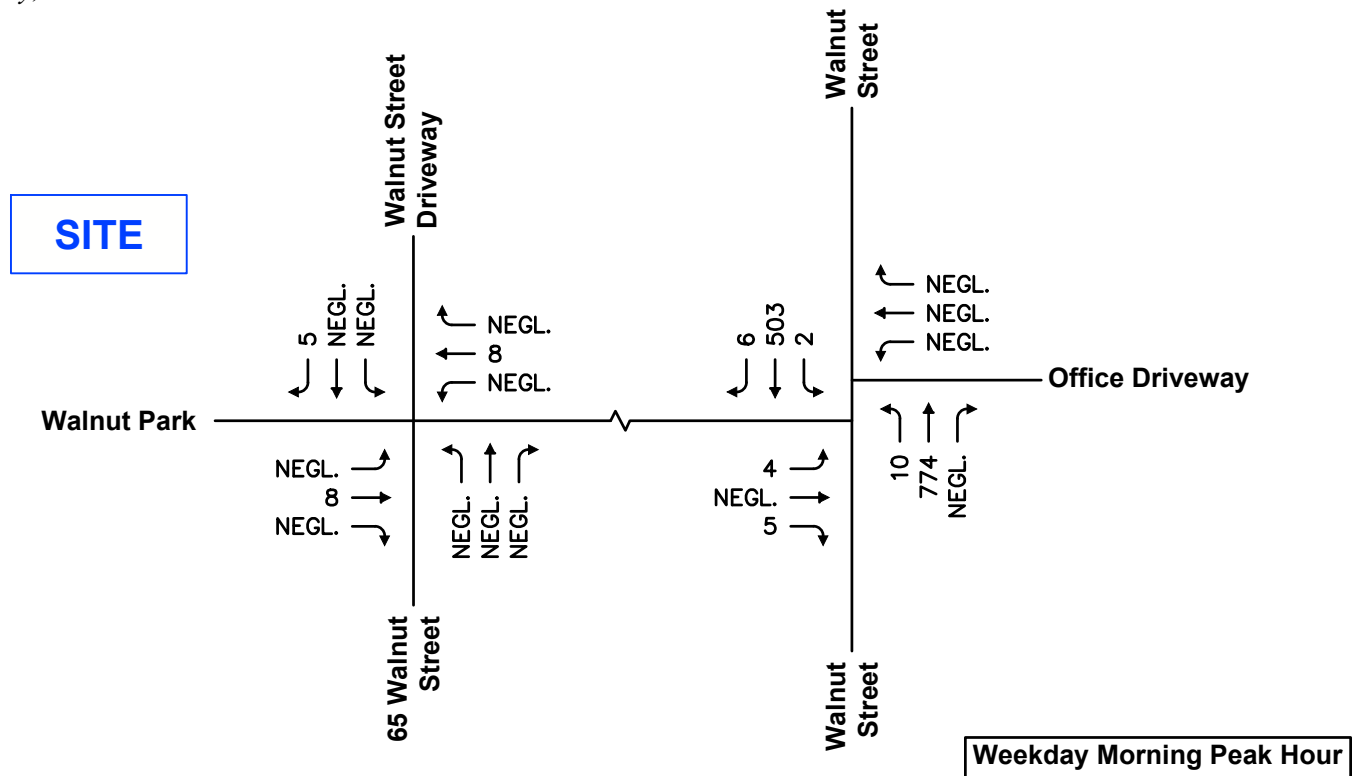 Walnut
Street
Walnut Street
Driveway
SITE
5
NEGL.
NEGL.
NEGL.
8
NEGL.
6
503
2
NEGL.
NEGL.
NEGL.
Walnut Park
Office Driveway
NEGL.
8
NEGL.
NEGL.
NEGL.
NEGL.
4
NEGL.
5
10
774
NEGL.
65 Walnut
Street
Walnut
Street
Weekday Morning Peak Hour